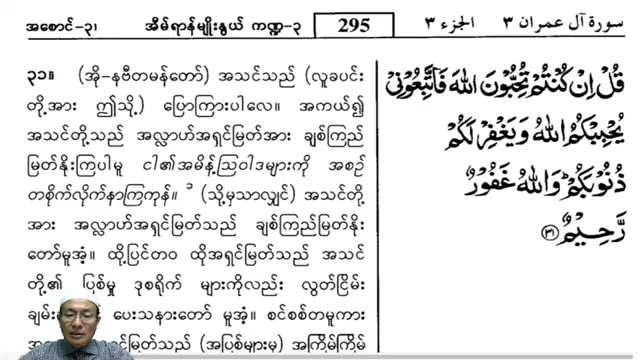 အစောင်-၃၊ အိမ်ရာန်မျိုးနွယ် ကဏ္ဍ-၃ 295 الجزء ٣ سورة آل عمران ٣
၃၁။ (အို-နဗီတမန်တော်) အသင်သည် (လူခပင်း
တို့အား ဤသို့) ပြောကြားပါလေ။ အကယ်၍
အသင်တို့သည် အလ္လာဟ်အရှင်မြတ်အား ချစ်ကြည်
မြတ်နိုးကြပါမူ ငါ၏အမိန့်ဩဝါဒများကို အစဉ်
တစိုက်လိုက်နာကြကုန်။ ၁ (သို့မှသာလျှင်) အသင်တို့
အား အလ္လာဟ်အရှင်မြတ်သည် ချစ်ကြည်မြတ်နိုး
တော်မူအံ့။ ထို့ပြင်တဝ ထိုအရှင်မြတ်သည် အသင်
တို့၏ ပြစ်မှု ဒုစရိုက် များကိုလည်း လွတ်ငြိမ်း
ချမ်း ပေးသနားတော် မူအံ့။ စင်စစ်တမူကား
ရှင်မြတ်သည် (အပြစ်များမှ) အကြိမ်ကြိမ်
قُلْ إِنْ كُنْتُمْ تُحِبُّونَ اللهَ فَاتَّبِعُونِي
يُحْبِبْكُمُ اللهُ وَيَغْفِرْ لَكُمْ
ذُنُوبَكُمْ ۗ وَاللهُ غَفُورٌ
رَّحِيمٌ ﴿٣١﴾